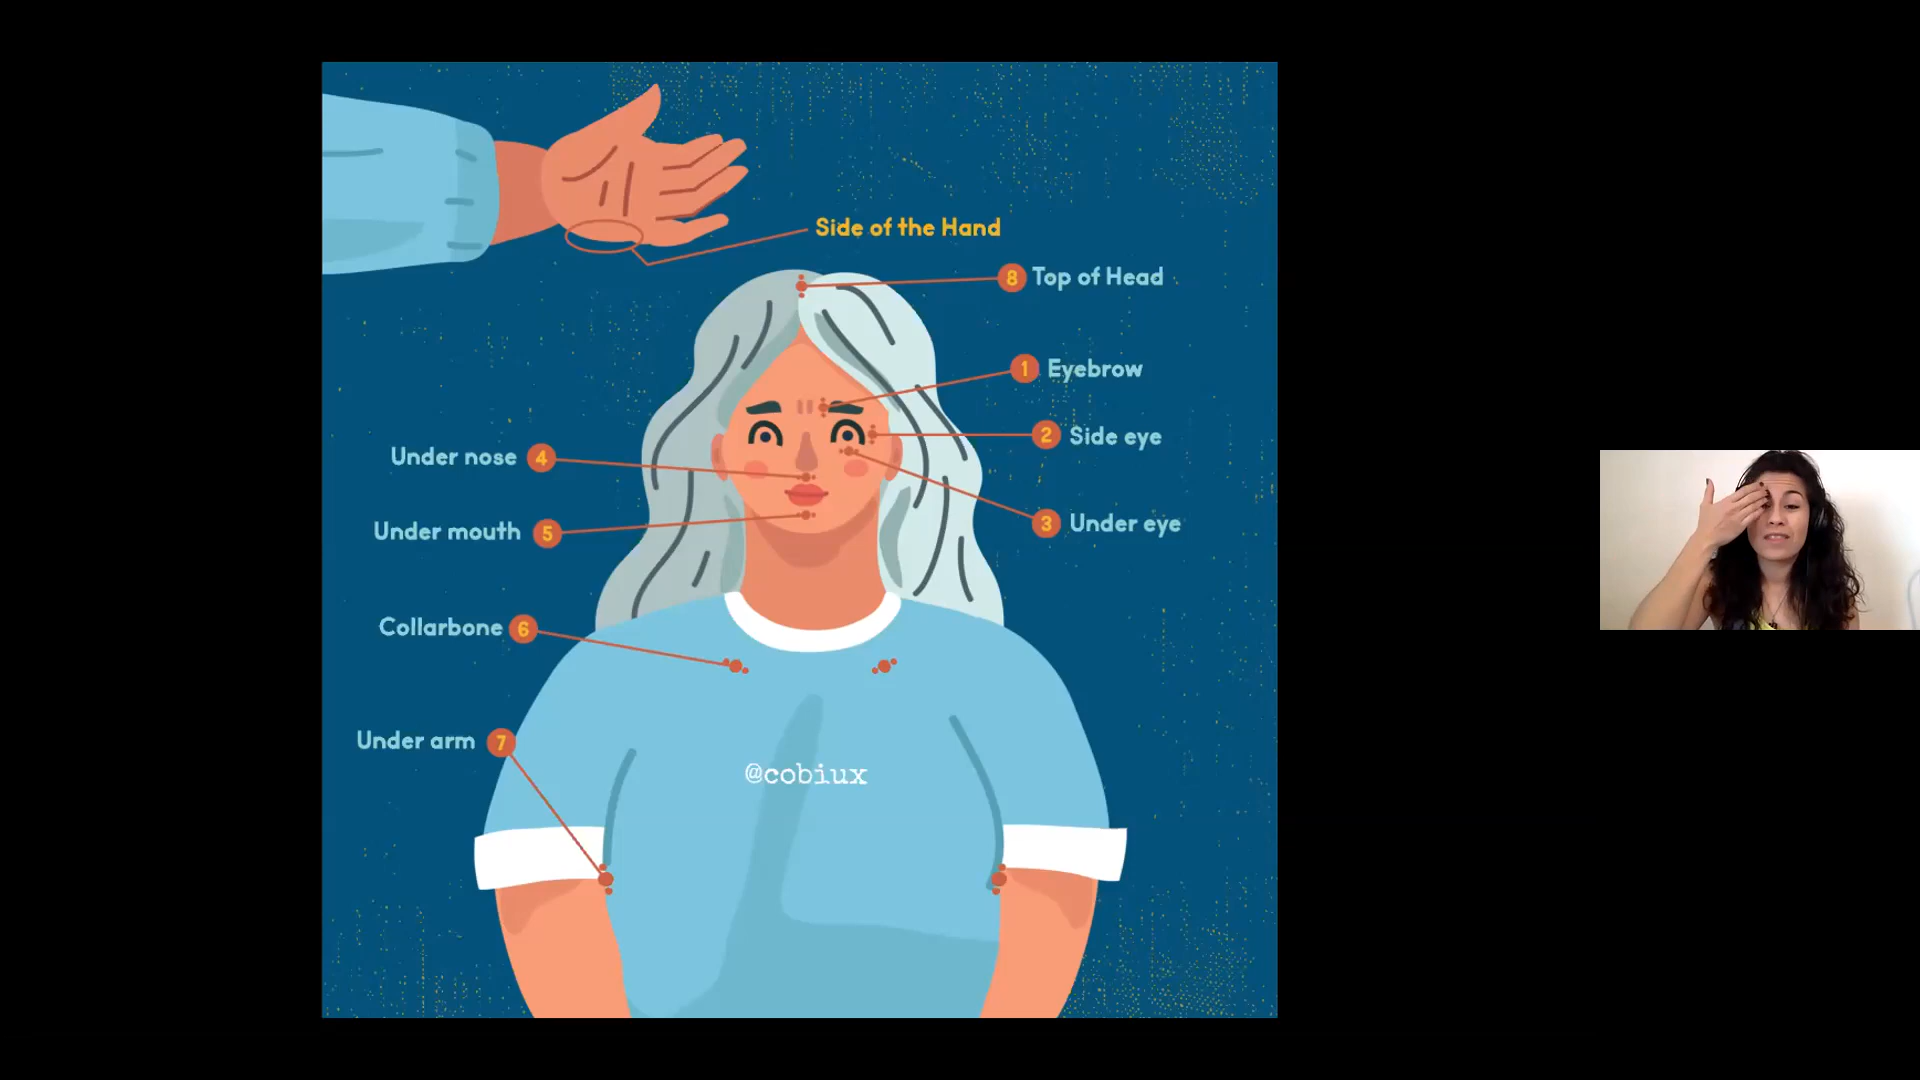 Side of the Hand
8 Top of Head
1 Eyebrow
2 Side eye
Under nose 4
3 Under eye
Under mouth 5
Collarbone 6
Under arm 7
@cobiux